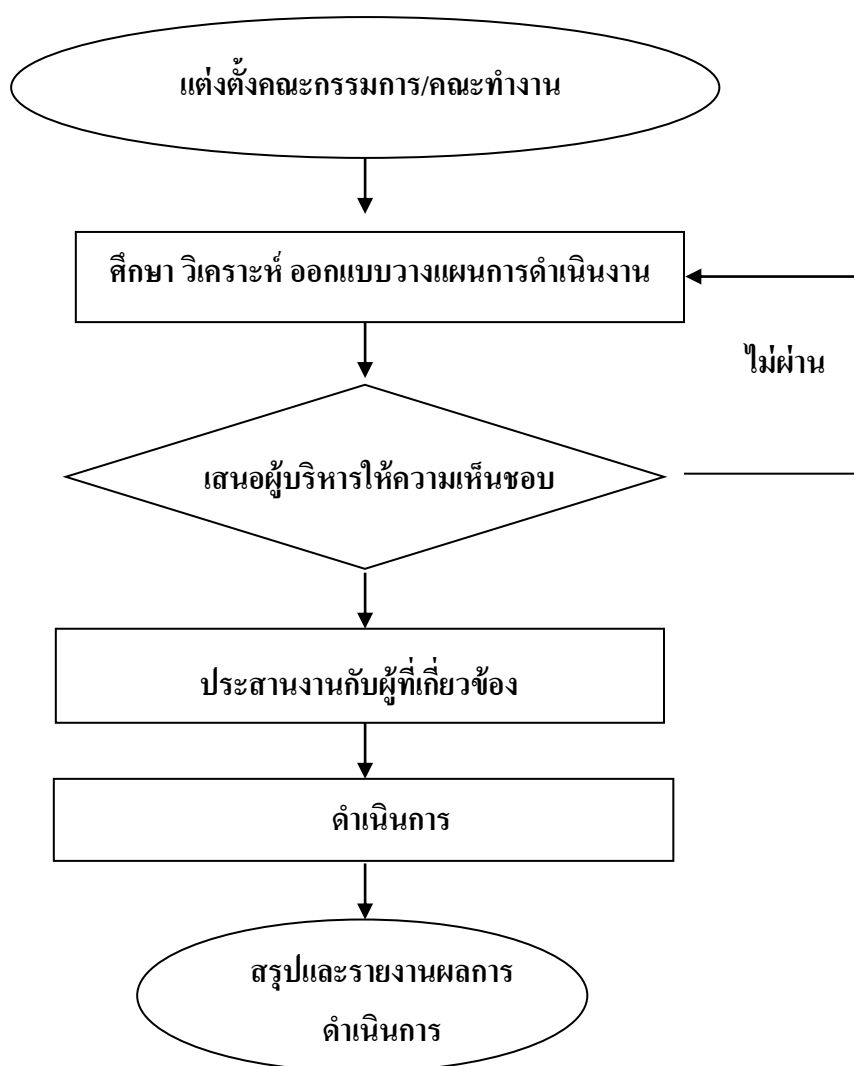 แต่งตั้งคณะกรรมการ/คณะทำงาน
ศึกษา วิเคราะห์ ออกแบบวางแผนการดำเนินงาน
ไม่ผ่าน
เสนอผู้บริหารให้ความเห็นชอบ
ประสานงานกับผู้ที่เกี่ยวข้อง
ดำเนินการ
สรุปและรายงานผลการ
ดำเนินการ